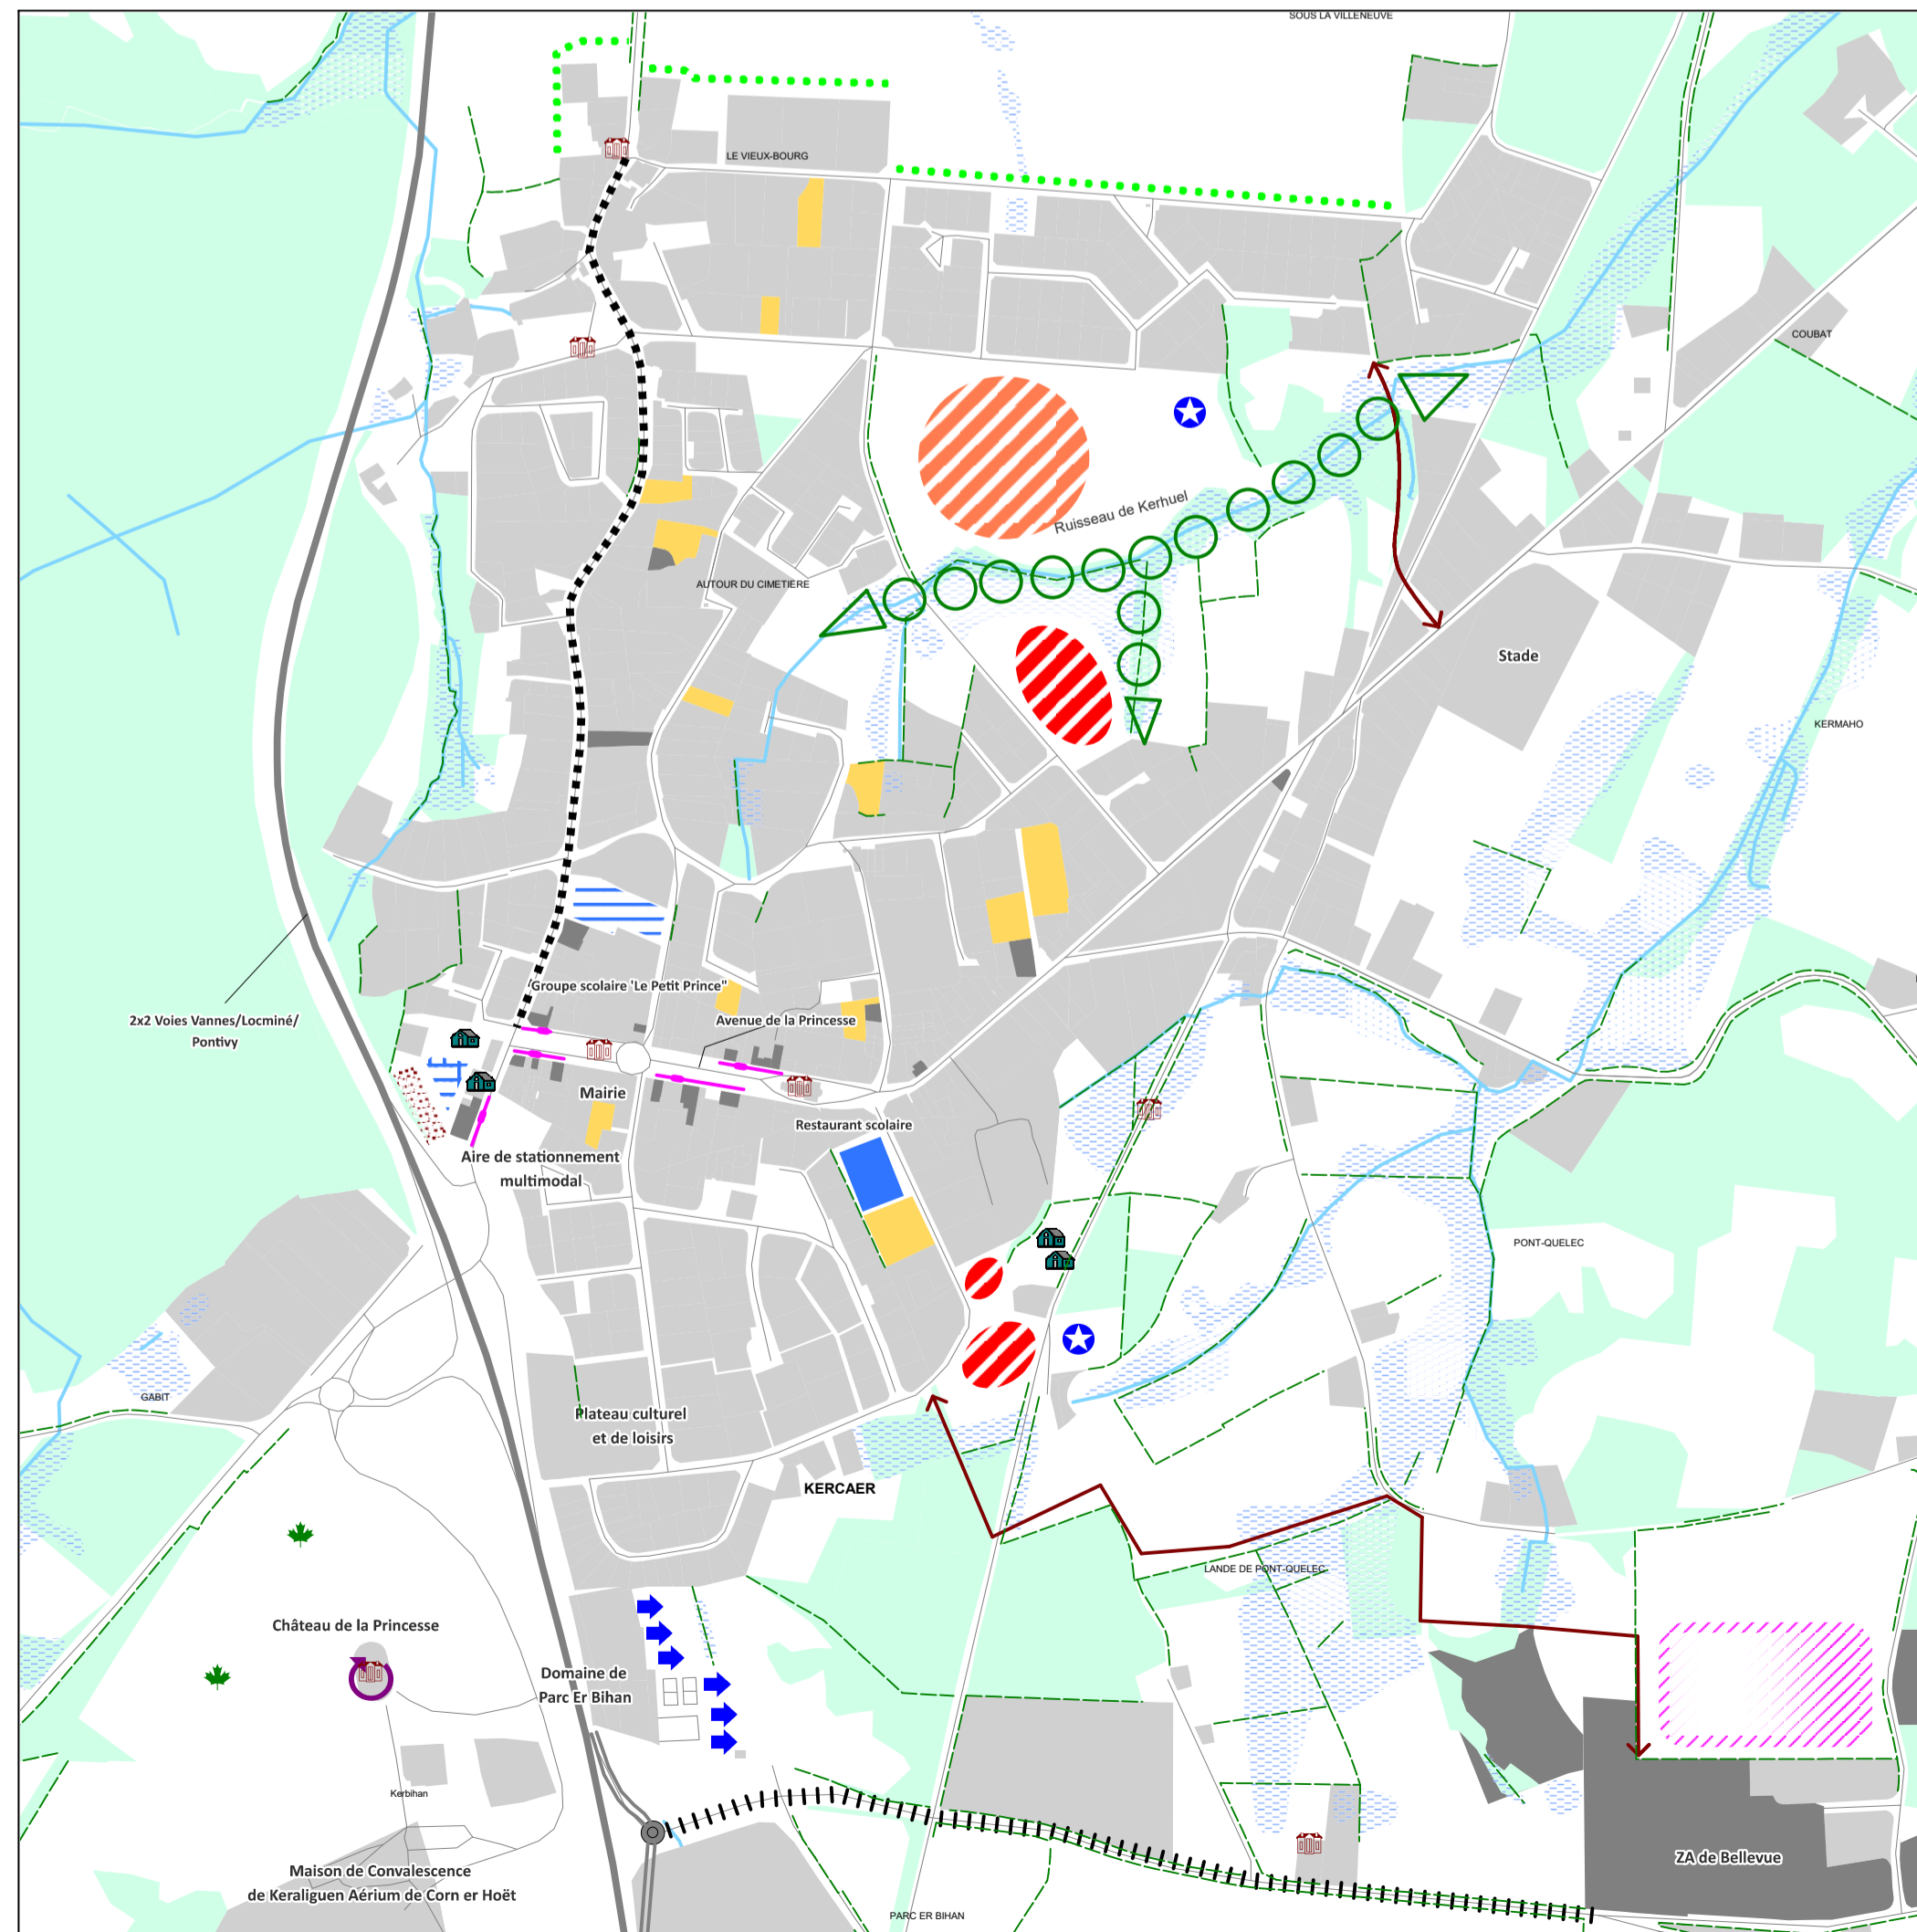 SOUS LA VILLENEUVE
LE VIEUX-BOURG
COUBAT
Ruisseau de Kerhuel
AUTOUR DU CIMETIERE
Stade
KERMAHO
Groupe scolaire 'Le Petit Prince"
2x2 Voies Vannes/Locminé/
Pontivy
Avenue de la Princesse
Mairie
Restaurant scolaire
Aire de stationnement
multimodal
PONT-QUELEC
GABIT
Plateau culturel
et de loisirs
KERCAER
LANDE DE PONT-QUELEC
Château de la Princesse
Domaine de
Parc Er Bihan
Kerbihan
Maison de Convalescence
de Keraliguen Aérium de Corn er Hoët
ZA de Bellevue
PARC ER BIHAN